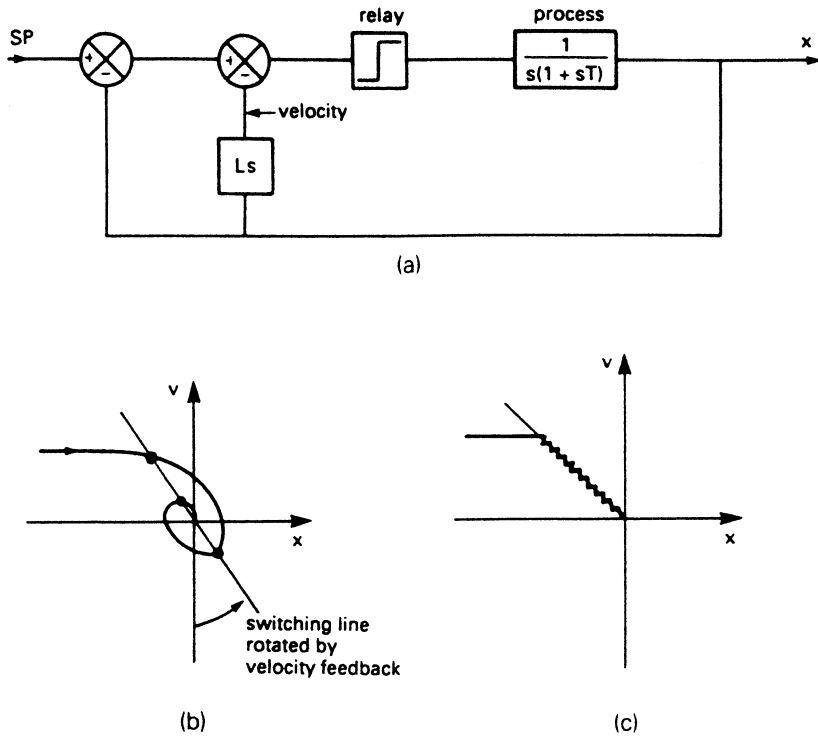 relay
process
SP
x
+
−
+
−
1
s(1 + sT)
velocity
Ls
(a)
v
x
switching line
rotated by
velocity feedback
(b)
v
x
(c)